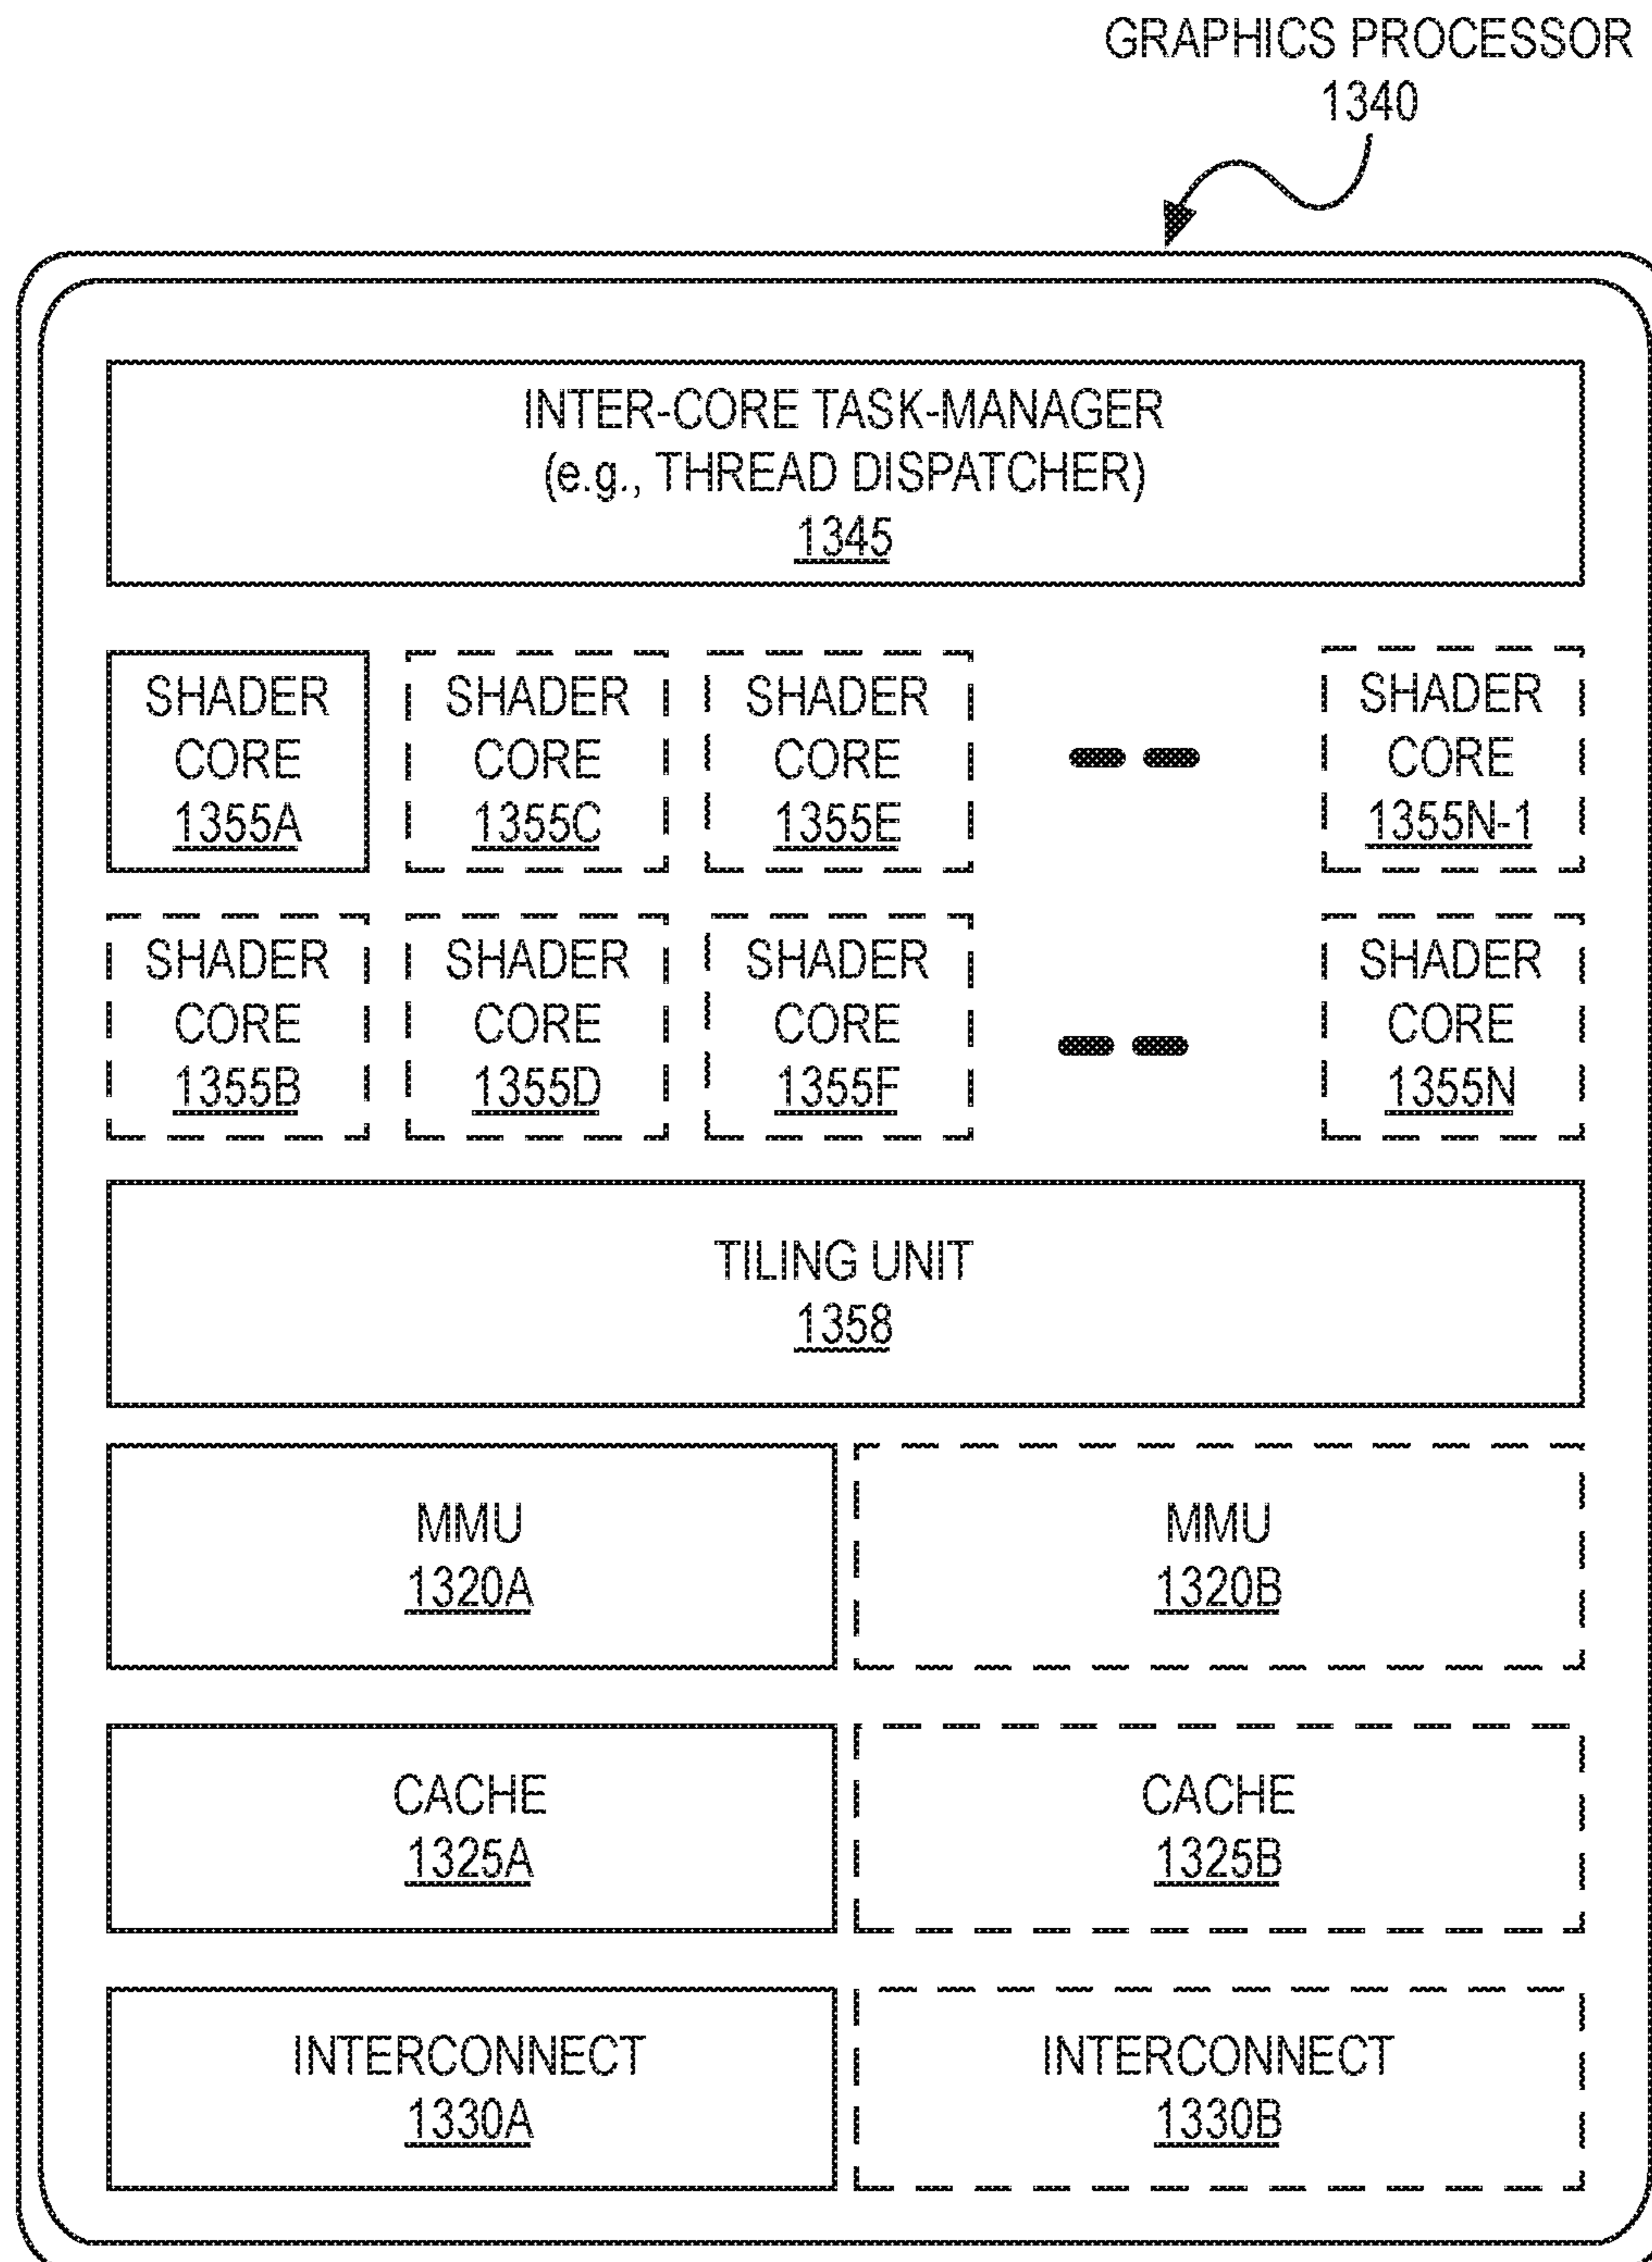 GRAPHICS PROCESSOR
1340
INTER-CORE TASK-MANAGER
(e.g., THREAD DISPATCHER)
1345
SHADER
CORE
1355A
SHADER
CORE
1355C
SHADER
CORE
1355E
SHADER
CORE
1355N-1
SHADER
CORE
1355B
SHADER
CORE
1355D
SHADER
CORE
1355F
SHADER
CORE
1355N
TILING UNIT
1358
MMU
1320A
MMU
1320B
CACHE
1325A
CACHE
1325B
INTERCONNECT
1330A
INTERCONNECT
1330B